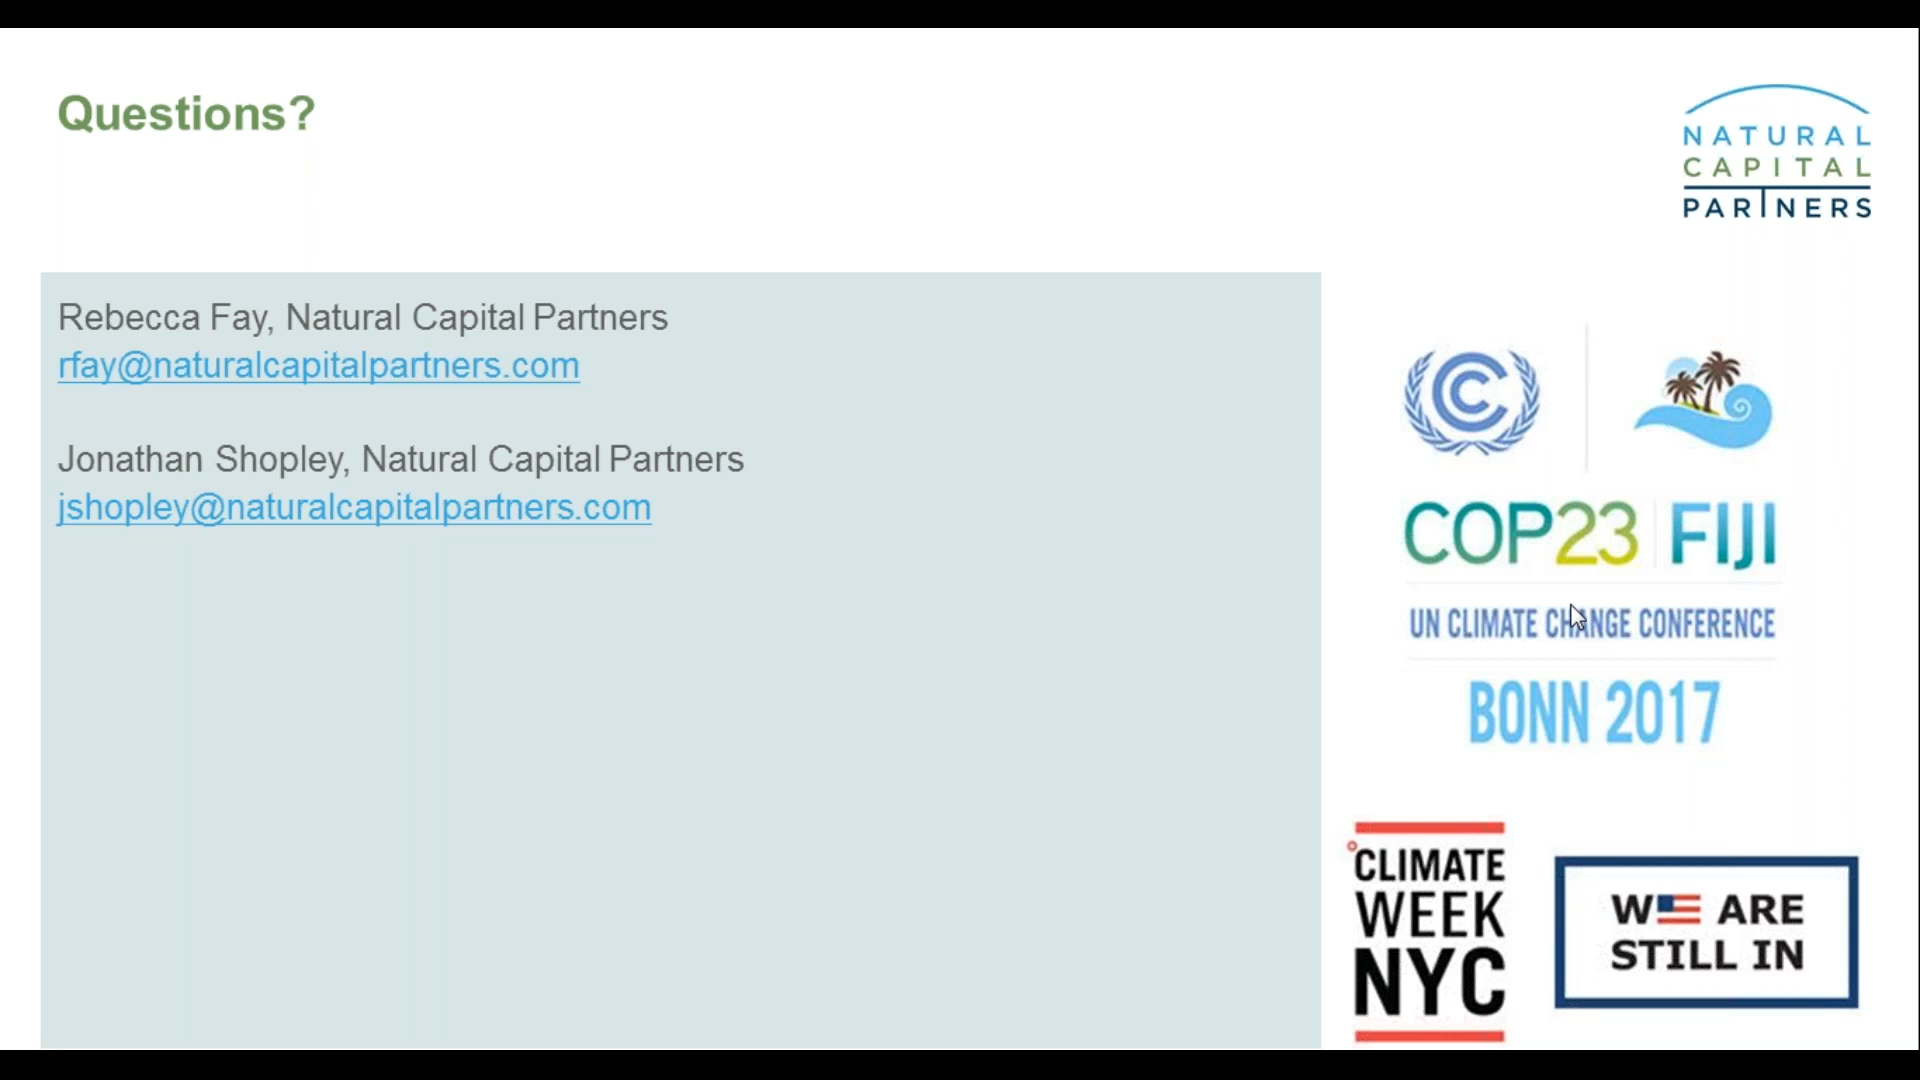 Questions?
NATURAL
CAPITAL
PARTNERS
Rebecca Fay, Natural Capital Partners
rfay@naturalcapitalpartners.com
Jonathan Shopley, Natural Capital Partners
jshopley@naturalcapitalpartners.com
COP23 FIJI
UN CLIMATE CHANGE CONFERENCE
BONN 2017
CLIMATE
WEEK
NYC
WE ARE
STILL IN